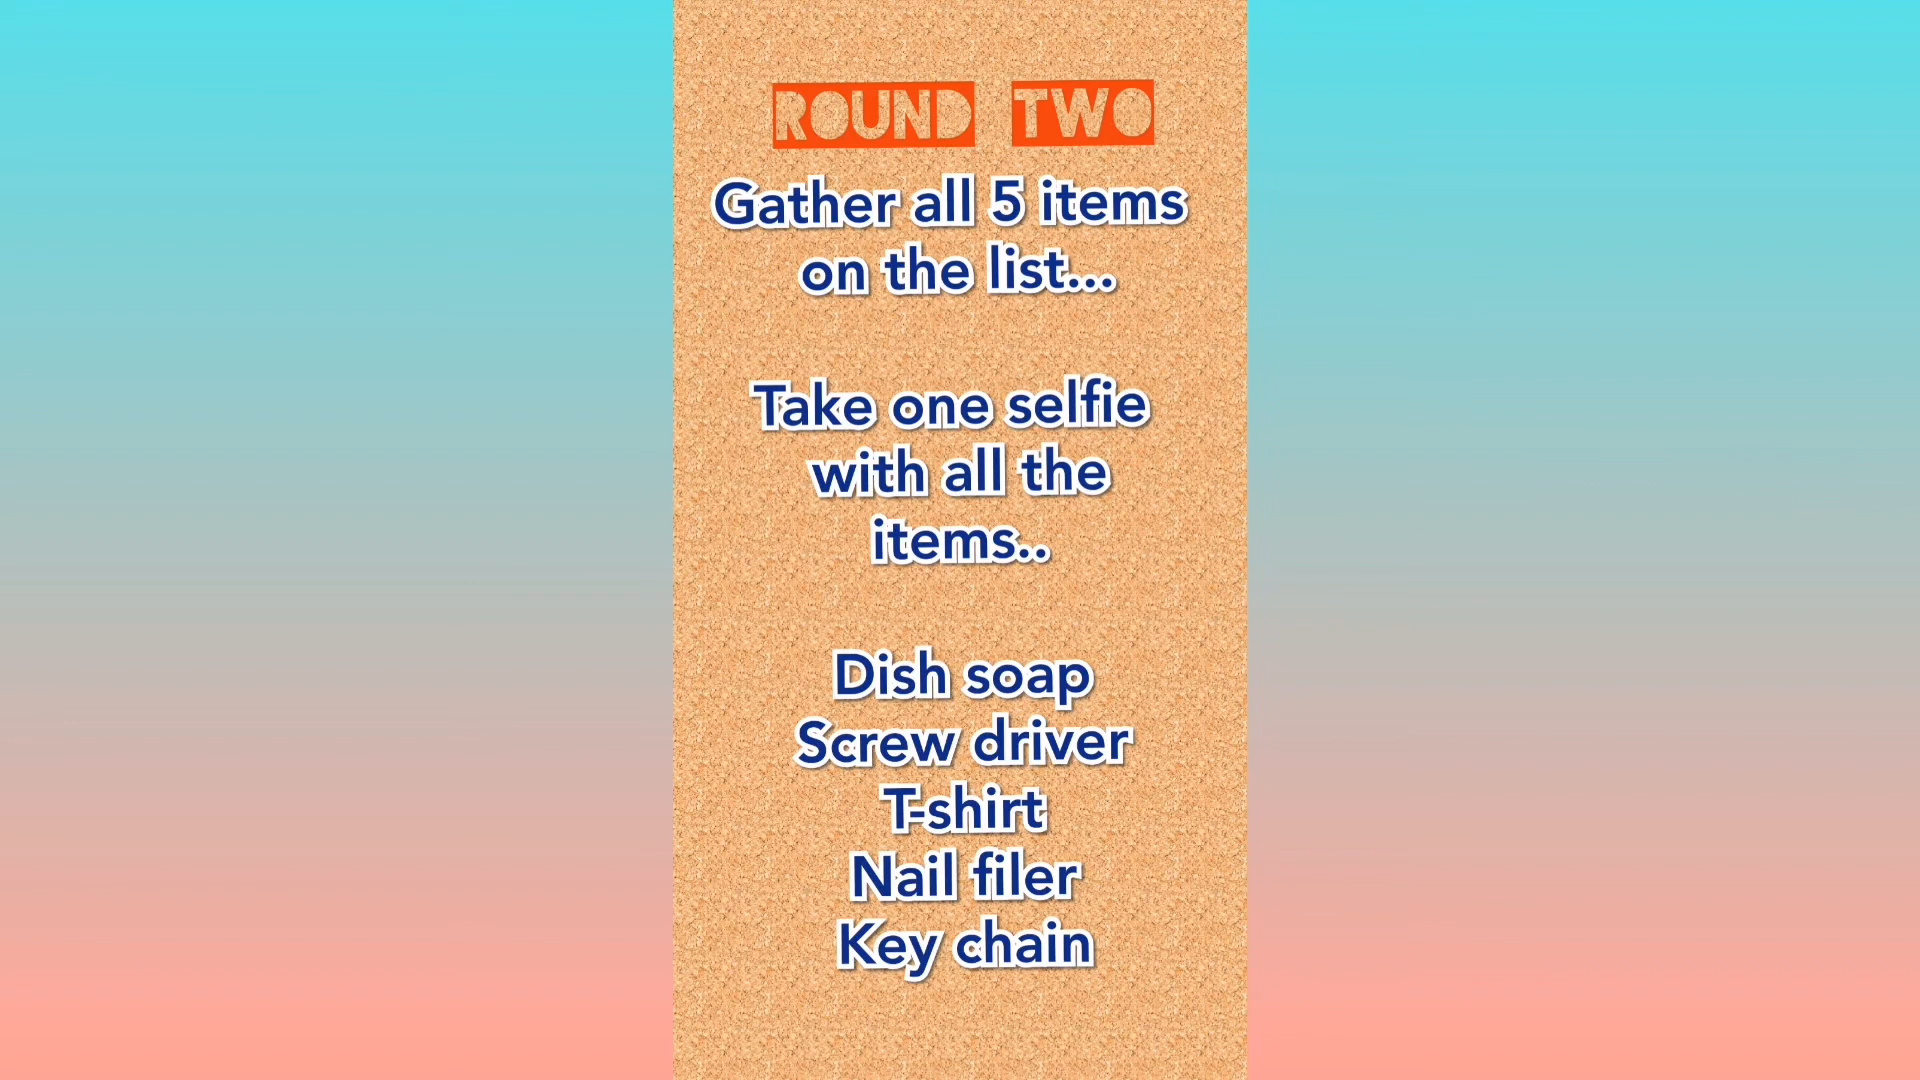 ROUND TWO
Gather all 5 items
on the list...
Take one selfie
with all the
items..
Dish soap
Screw driver
T-shirt
Nail filer
Key chain